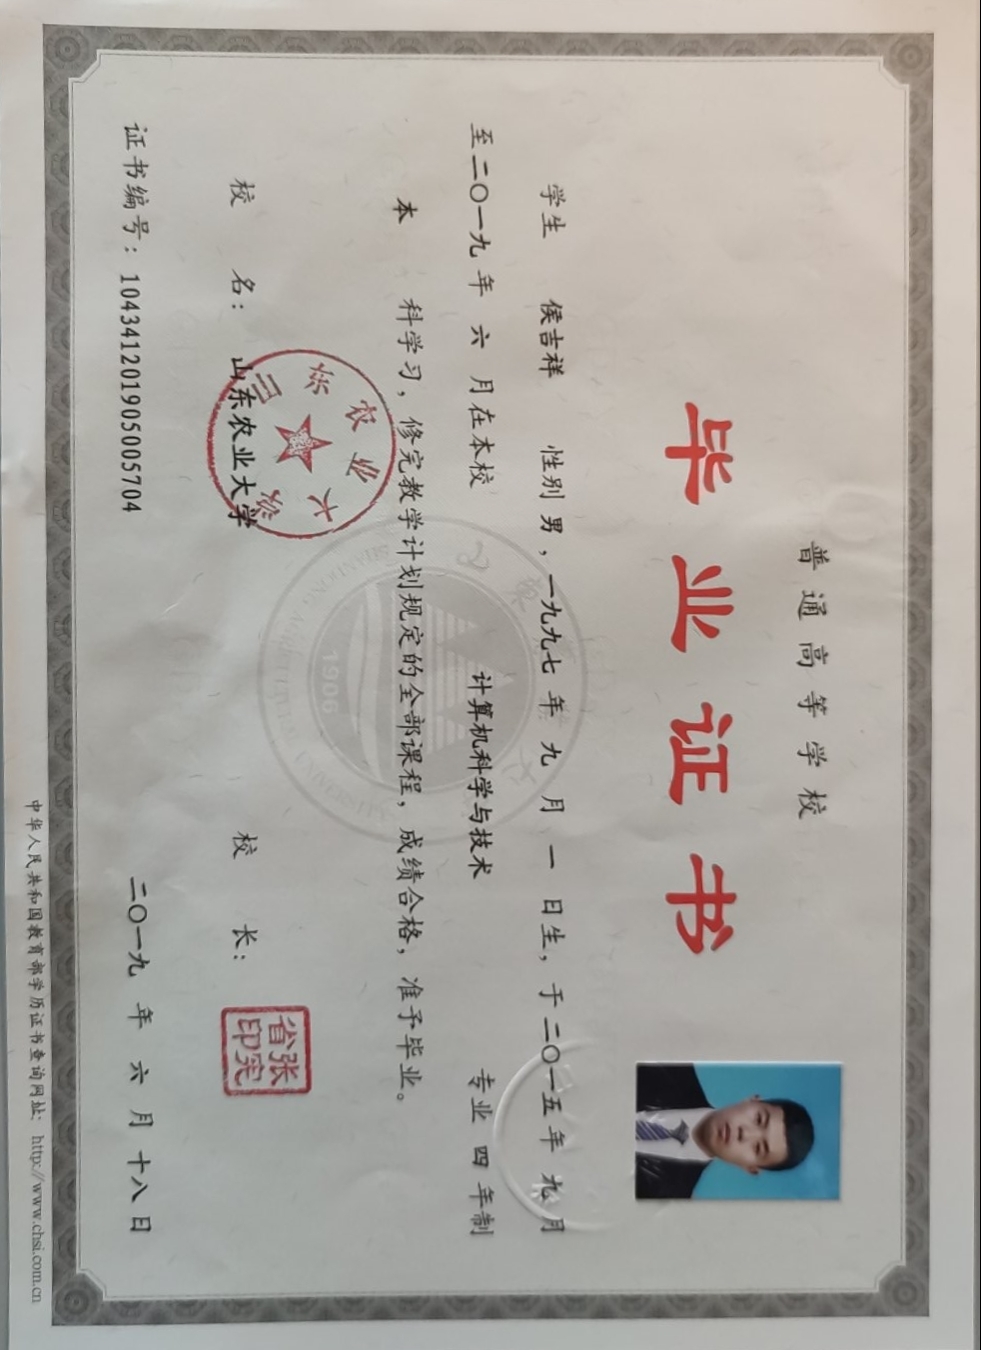 普通高等学校
毕业证书
学生 侯吉祥 性别 男，一九九七 年 九 月 一 日生，于 二〇一五 年 九 月
至 二〇一九 年 六 月在本校 计算机科学与技术 专业 四 年制
本 科学习，修完教学计划规定的全部课程，成绩合格，准予毕业。
校 名：山东农业大学 校 长：
山东农业大学
张宪省印
证书编号：104341201905005704 二〇一九 年 六 月 十八 日
中华人民共和国教育部学历证书查询网址：http://www.chsi.com.cn
1906